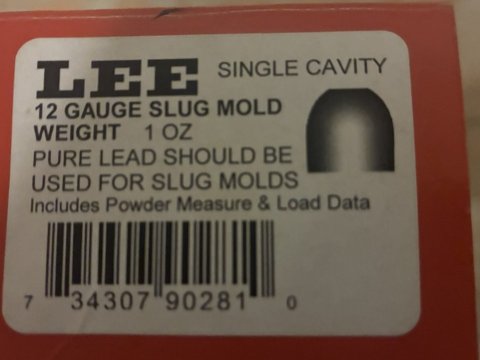 LEE SINGLE CAVITY
12 GAUGE SLUG MOLD
WEIGHT 1 OZ
PURE LEAD SHOULD BE
USED FOR SLUG MOLDS
Includes Powder Measure & Load Data
7 34307 90281 0